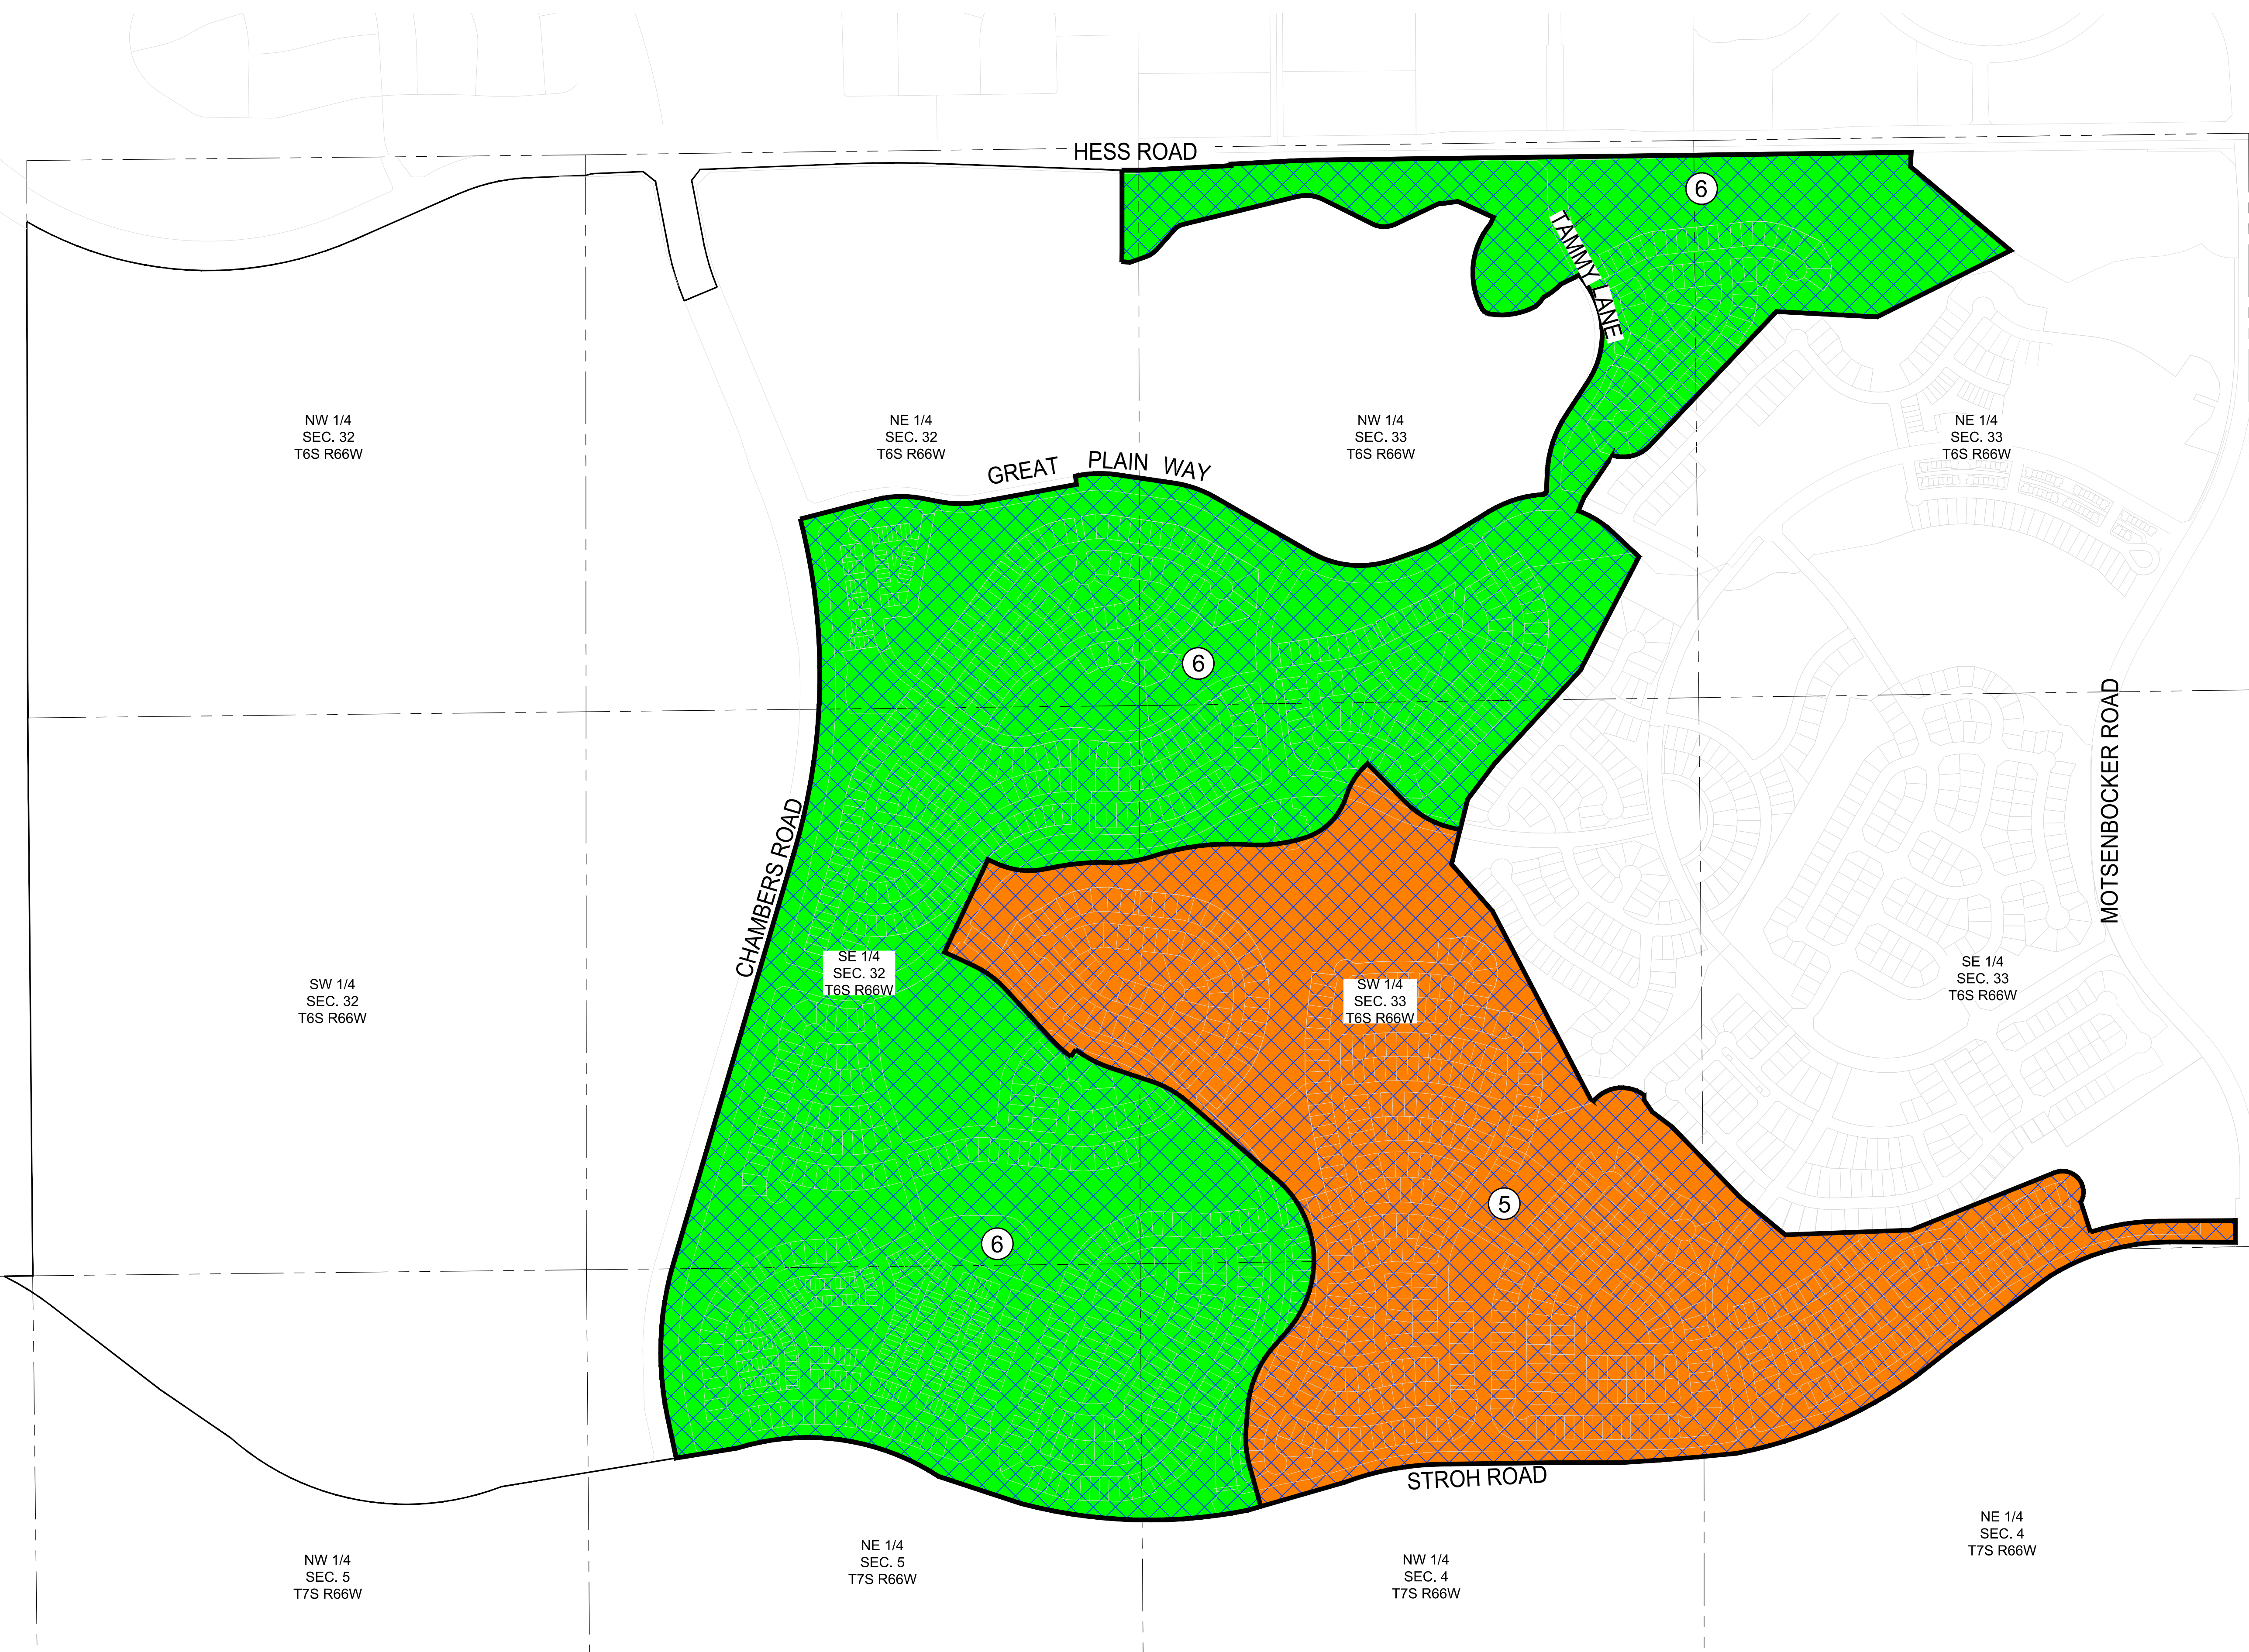 HESS ROAD
6
TAMMY LANE
NW 1/4
SEC. 32
T6S R66W
NE 1/4
SEC. 32
T6S R66W
NW 1/4
SEC. 33
T6S R66W
NE 1/4
SEC. 33
T6S R66W
GREAT PLAIN WAY
6
MOTSENBOCKER ROAD
CHAMBERS ROAD
SW 1/4
SEC. 32
T6S R66W
SE 1/4
SEC. 32
T6S R66W
SW 1/4
SEC. 33
T6S R66W
SE 1/4
SEC. 33
T6S R66W
5
6
STROH ROAD
NW 1/4
SEC. 5
T7S R66W
NE 1/4
SEC. 5
T7S R66W
NW 1/4
SEC. 4
T7S R66W
NE 1/4
SEC. 4
T7S R66W